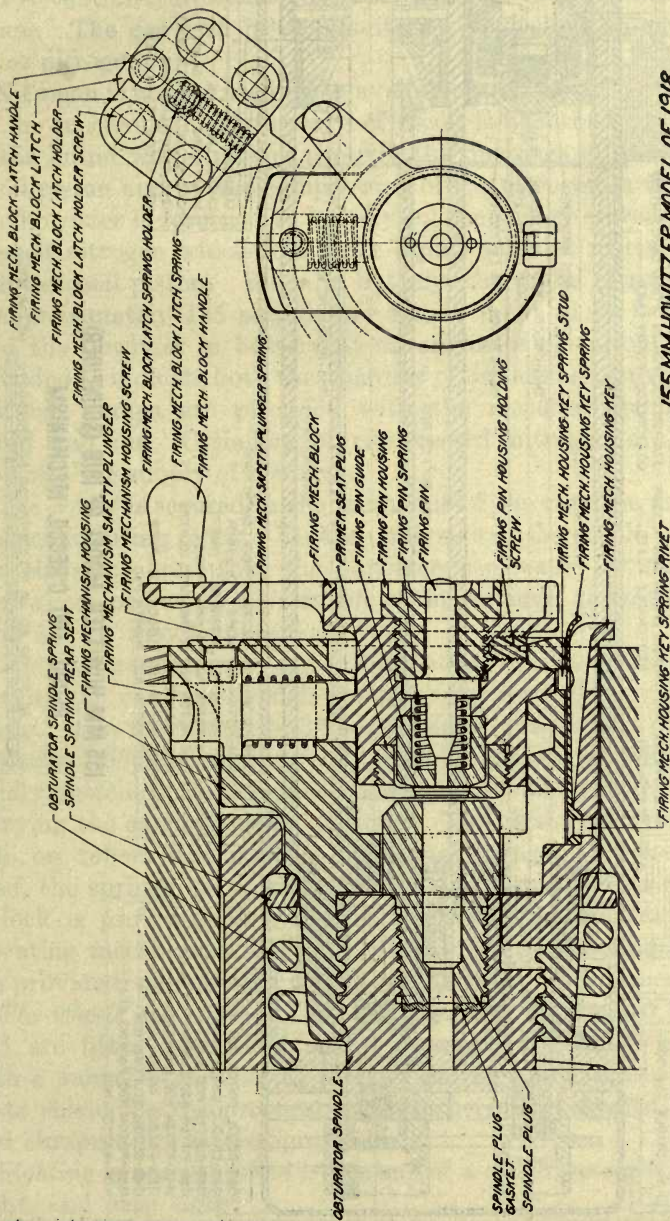 FIRING MECH. BLOCK LATCH HANDLE
FIRING MECH. BLOCK LATCH
FIRING MECH. BLOCK LATCH HOLDER
FIRING MECH. BLOCK LATCH HOLDER SCREW
FIRING MECH. BLOCK LATCH SPRING HOLDER
FIRING MECH. BLOCK LATCH SPRING
FIRING MECH. BLOCK HANDLE
OBTURATOR SPINDLE SPRING
SPINDLE SPRING REAR SEAT
FIRING MECHANISM HOUSING
FIRING MECHANISM SAFETY PLUNGER
FIRING MECHANISM HOUSING SCREW
FIRING MECH. SAFETY PLUNGER SPRING
FIRING MECH. BLOCK
PRIMER SEAT PLUG
FIRING PIN GUIDE
FIRING PIN HOUSING
FIRING PIN SPRING
FIRING PIN
FIRING PIN HOUSING HOLDING
SCREW.
FIRING MECH. HOUSING KEY SPRING STUD
FIRING MECH. HOUSING KEY SPRING
FIRING MECH. HOUSING KEY
OBTURATOR SPINDLE
SPINDLE PLUG
GASKET.
SPINDLE PLUG
FIRING MECH. HOUSING KEY SPRING RIVET
155 M/M HOWITZER MODEL OF 1918